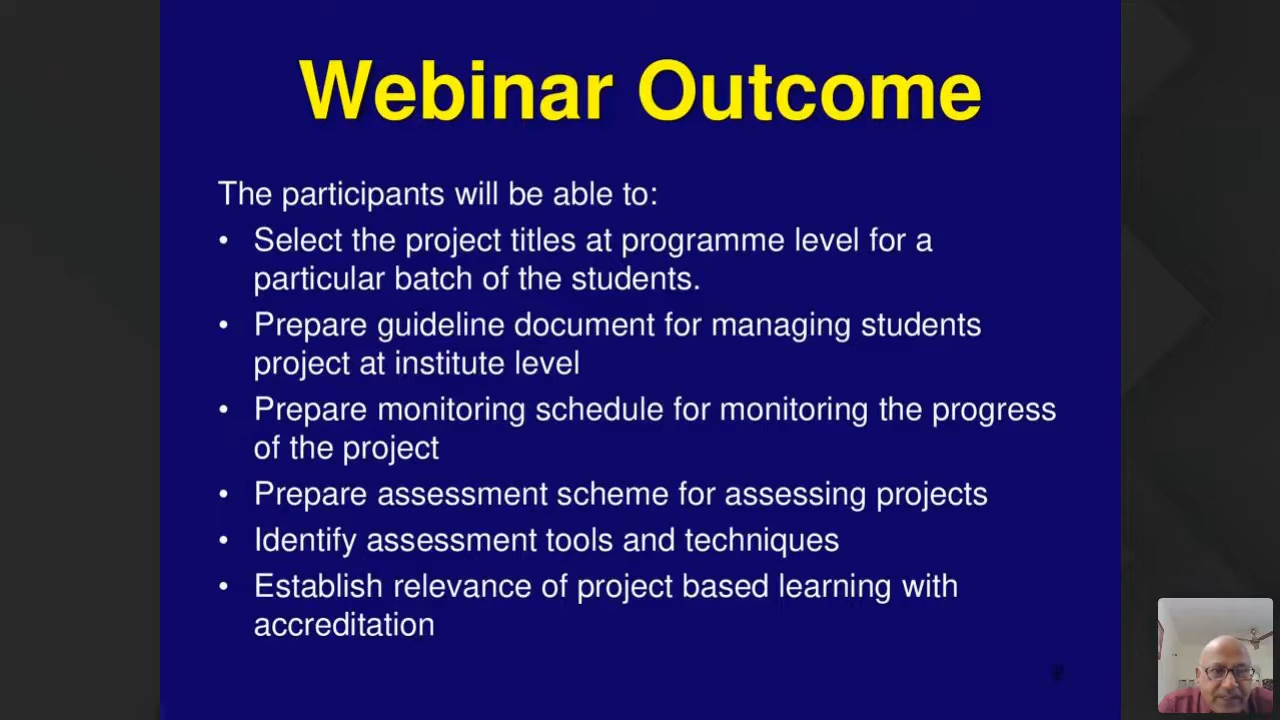 Webinar Outcome
The participants will be able to:
• Select the project titles at programme level for a
particular batch of the students.
• Prepare guideline document for managing students
project at institute level
• Prepare monitoring schedule for monitoring the progress
of the project
• Prepare assessment scheme for assessing projects
• Identify assessment tools and techniques
• Establish relevance of project based learning with
accreditation